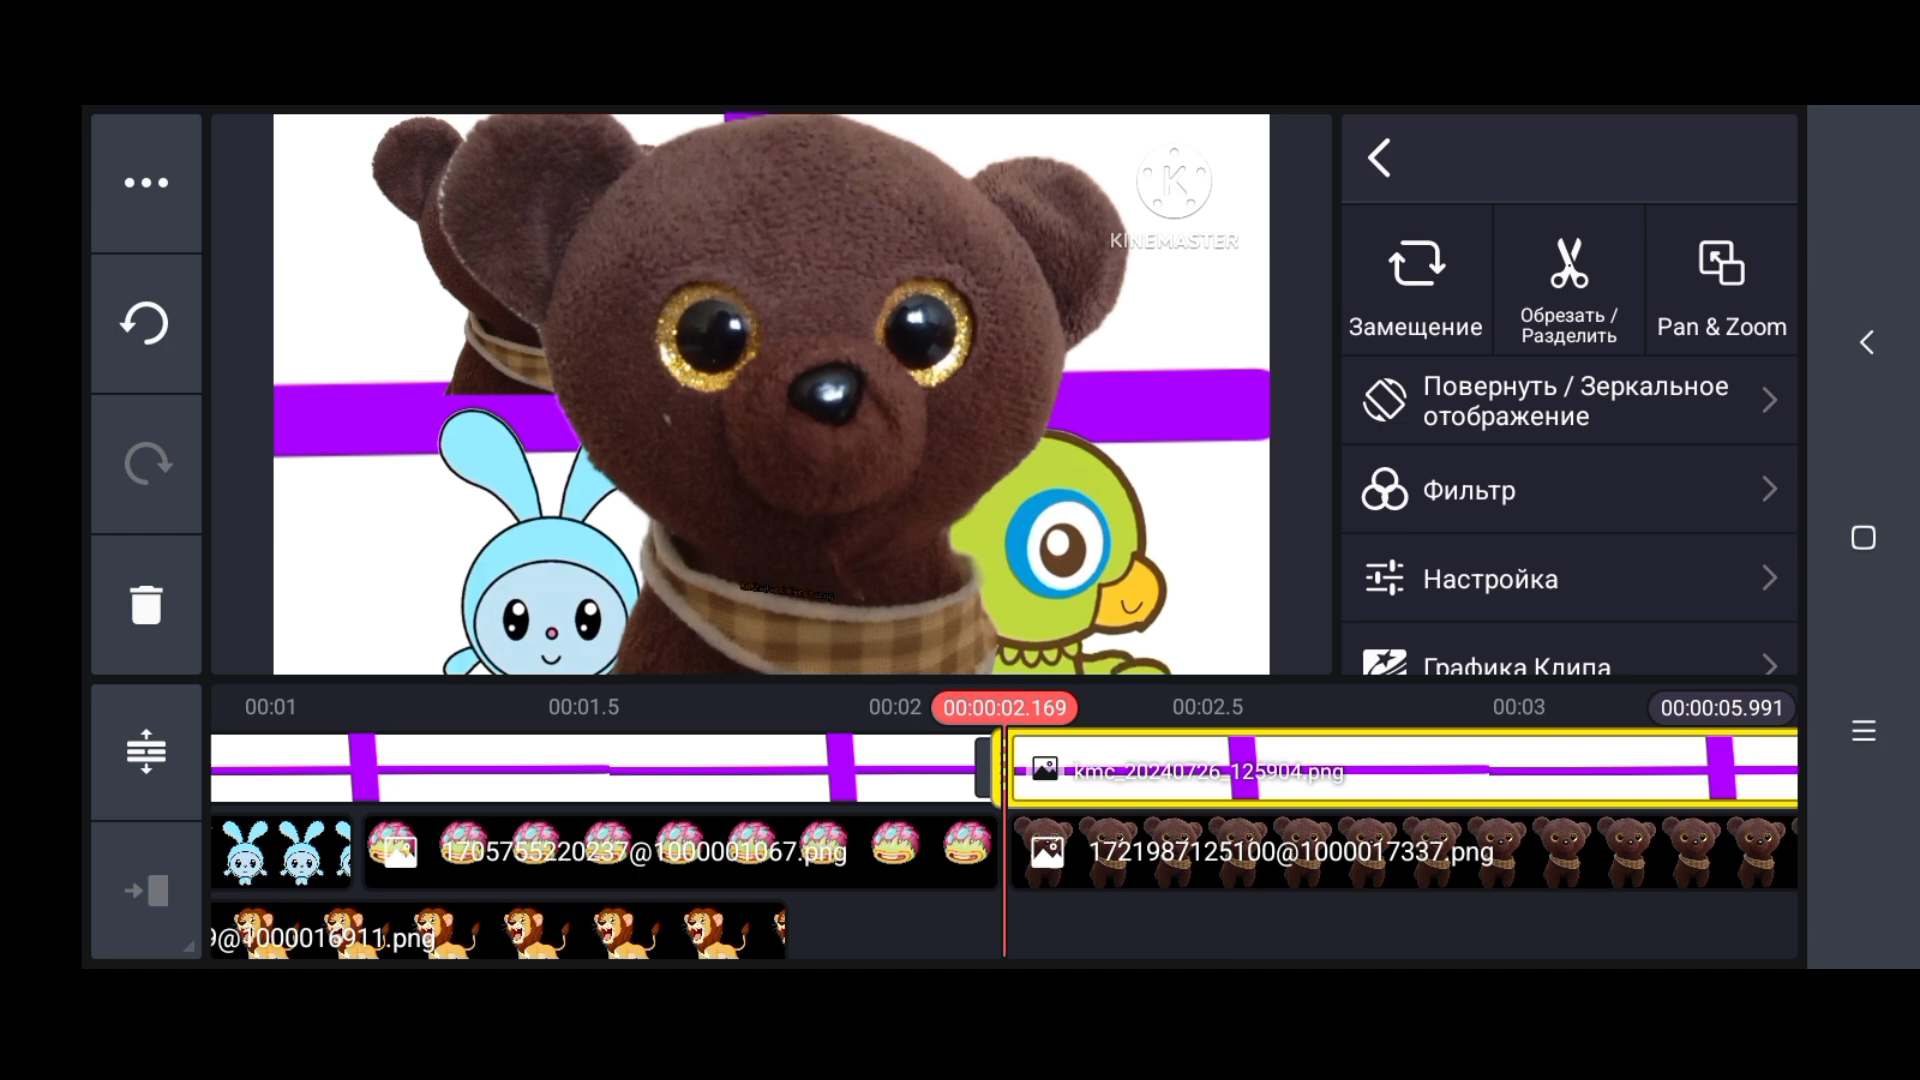 KINEMASTER
Замещение
Обрезать /
Разделить
Pan & Zoom
Повернуть / Зеркальное
отображение
Фильтр
Настройка
Графика Клипа
00:01
00:01.5
00:02
00:00:02.169
00:02.5
00:03
00:00:05.991
kmc_20240726_125904.png
1705755220237@1000001067.png
1721987125100@1000017337.png
9@1000016911.png